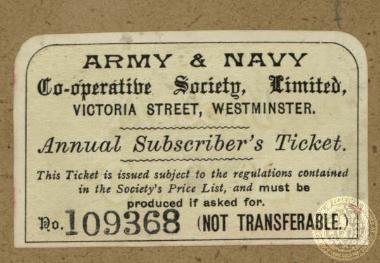 ARMY & NAVY
Co-operative Society, Limited,
VICTORIA STREET, WESTMINSTER.
Annual Subscriber's Ticket.
This Ticket is issued subject to the regulations contained
in the Society's Price List, and must be
produced if asked for.
No. 109368 (NOT TRANSFERABLE.)